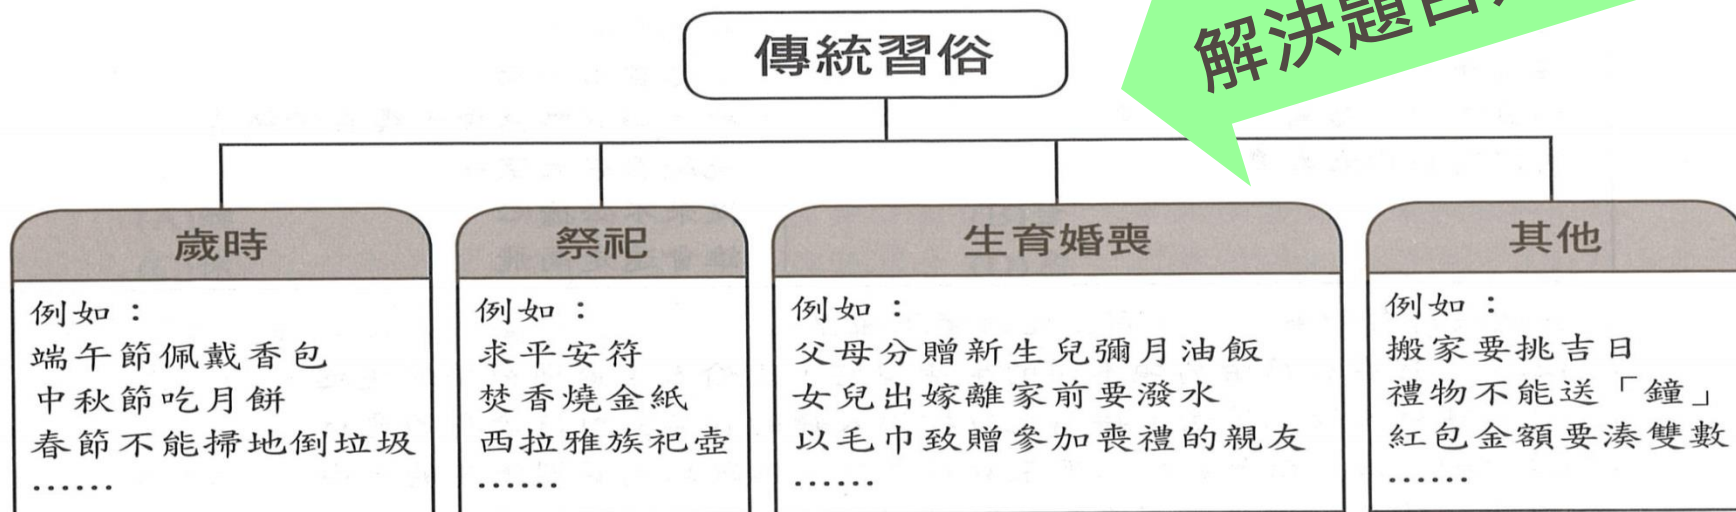 解決題目
傳統習俗
歲時
例如：
端午節佩戴香包
中秋節吃月餅
春節不能掃地倒垃圾
……
祭祀
例如：
求平安符
焚香燒金紙
西拉雅族祀壺
……
生育婚喪
例如：
父母分贈新生兒彌月油飯
女兒出嫁離家前要潑水
以毛巾致贈參加喪禮的親友
……
其他
例如：
搬家要挑吉日
禮物不能送「鐘」
紅包金額要湊雙數
……